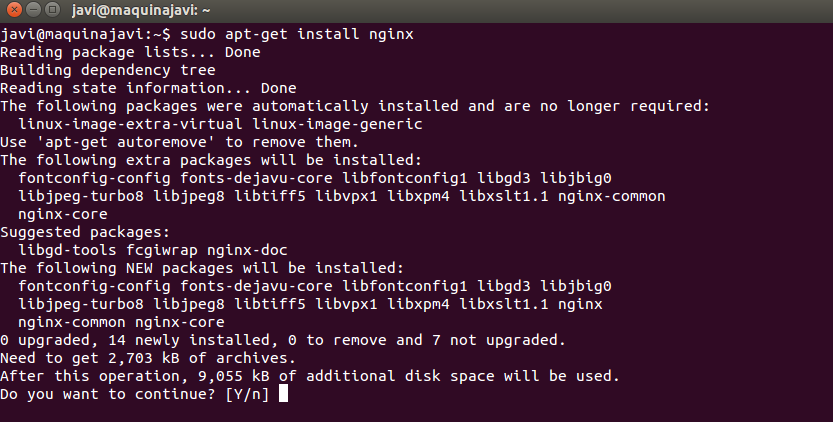 javi@maquinajavi: ~
javi@maquinajavi:~$ sudo apt-get install nginx
Reading package lists... Done
Building dependency tree
Reading state information... Done
The following packages were automatically installed and are no longer required:
  linux-image-extra-virtual linux-image-generic
Use 'apt-get autoremove' to remove them.
The following extra packages will be installed:
  fontconfig-config fonts-dejavu-core libfontconfig1 libgd3 libjbig0
  libjpeg-turbo8 libjpeg8 libtiff5 libvpx1 libxpm4 libxslt1.1 nginx-common
  nginx-core
Suggested packages:
  libgd-tools fcgiwrap nginx-doc
The following NEW packages will be installed:
  fontconfig-config fonts-dejavu-core libfontconfig1 libgd3 libjbig0
  libjpeg-turbo8 libjpeg8 libtiff5 libvpx1 libxpm4 libxslt1.1 nginx
  nginx-common nginx-core
0 upgraded, 14 newly installed, 0 to remove and 7 not upgraded.
Need to get 2,703 kB of archives.
After this operation, 9,055 kB of additional disk space will be used.
Do you want to continue? [Y/n]